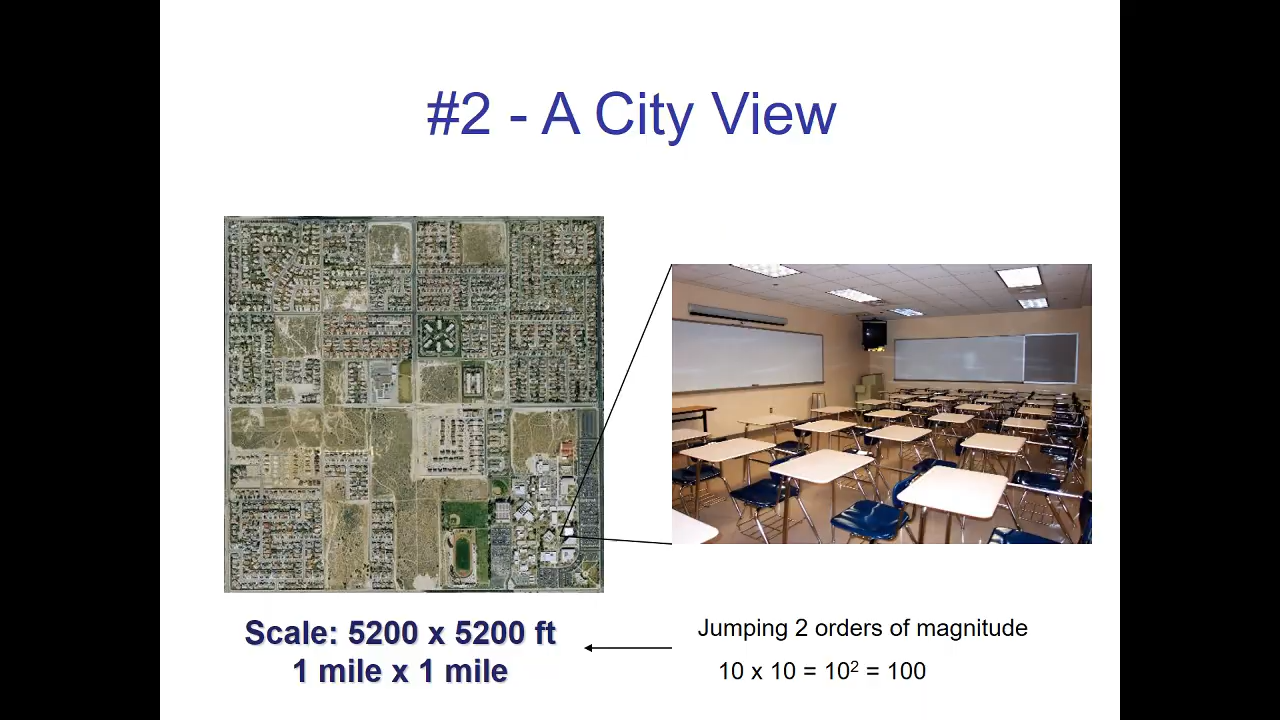 #2 - A City View
Scale: 5200 x 5200 ft
1 mile x 1 mile
Jumping 2 orders of magnitude
10 x 10 = 10² = 100